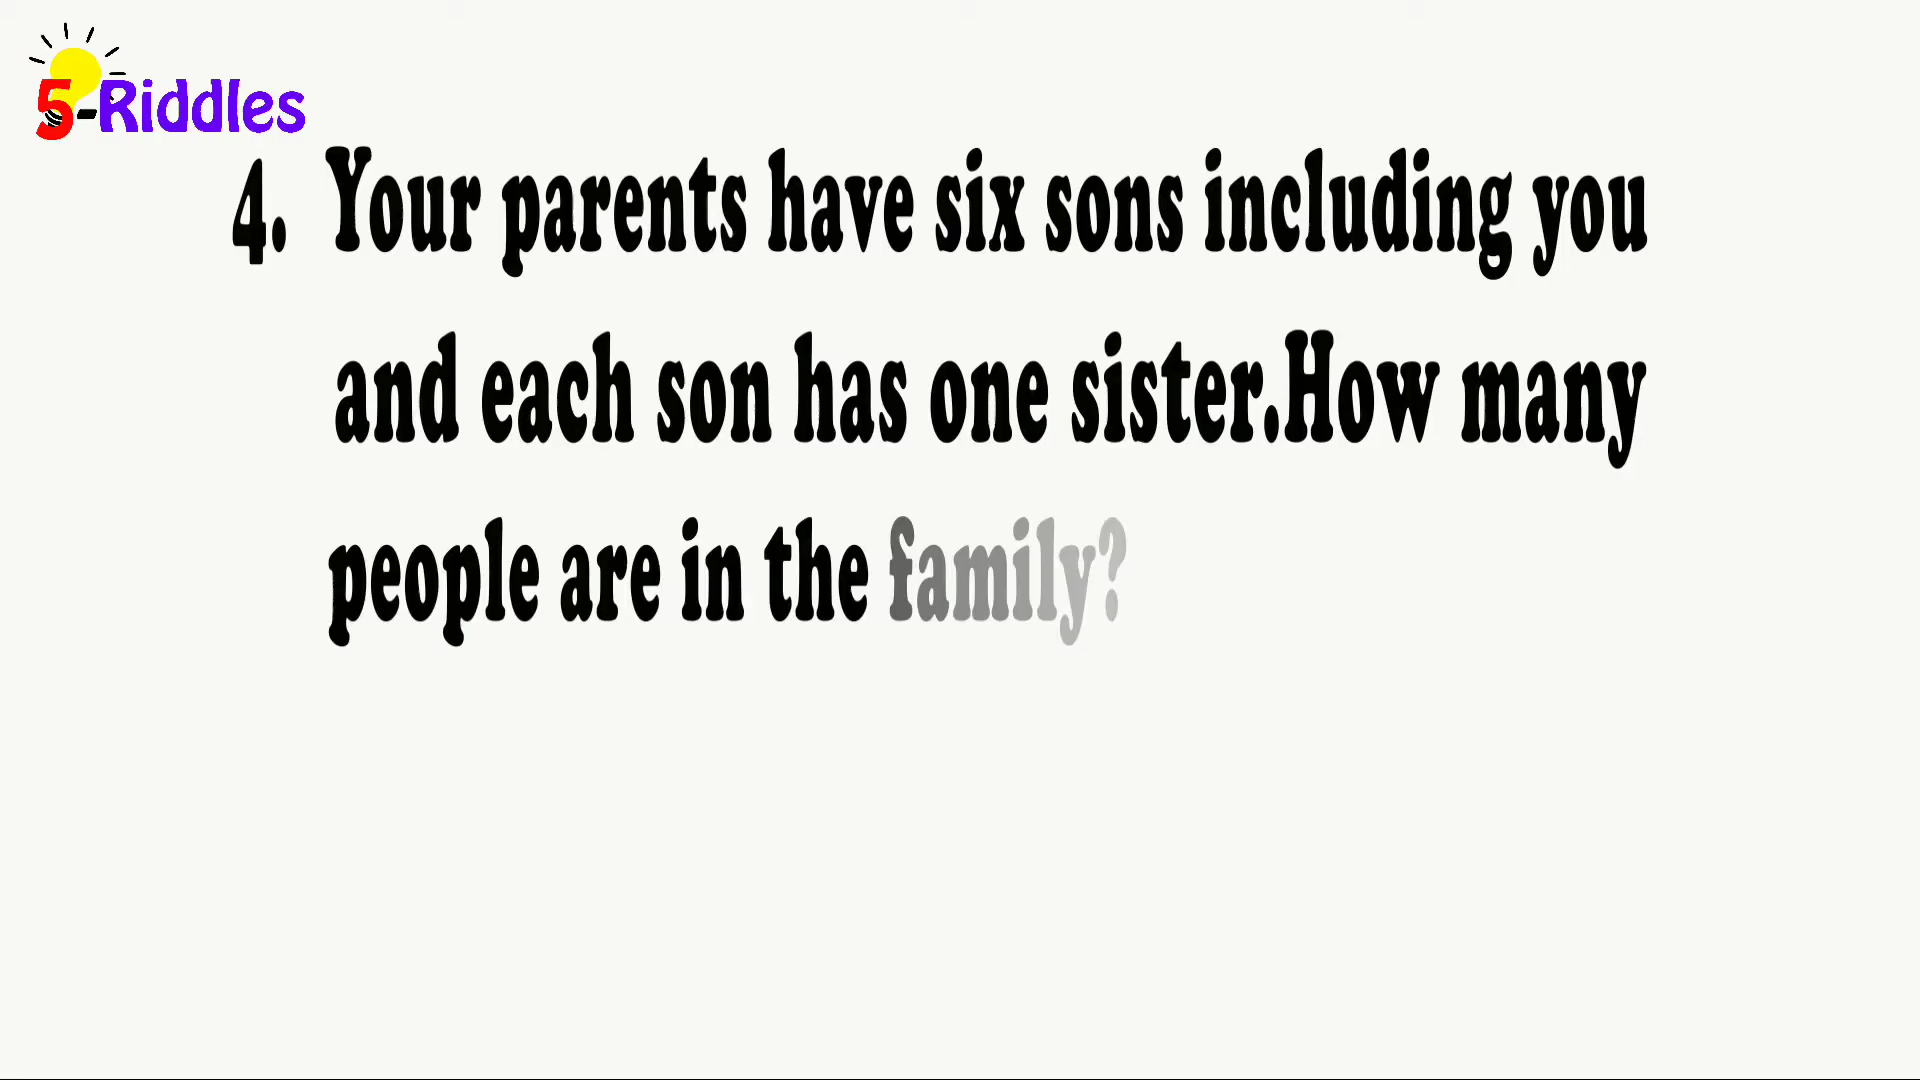 5-Riddles
4. Your parents have six sons including you
and each son has one sister.How many
people are in the family?